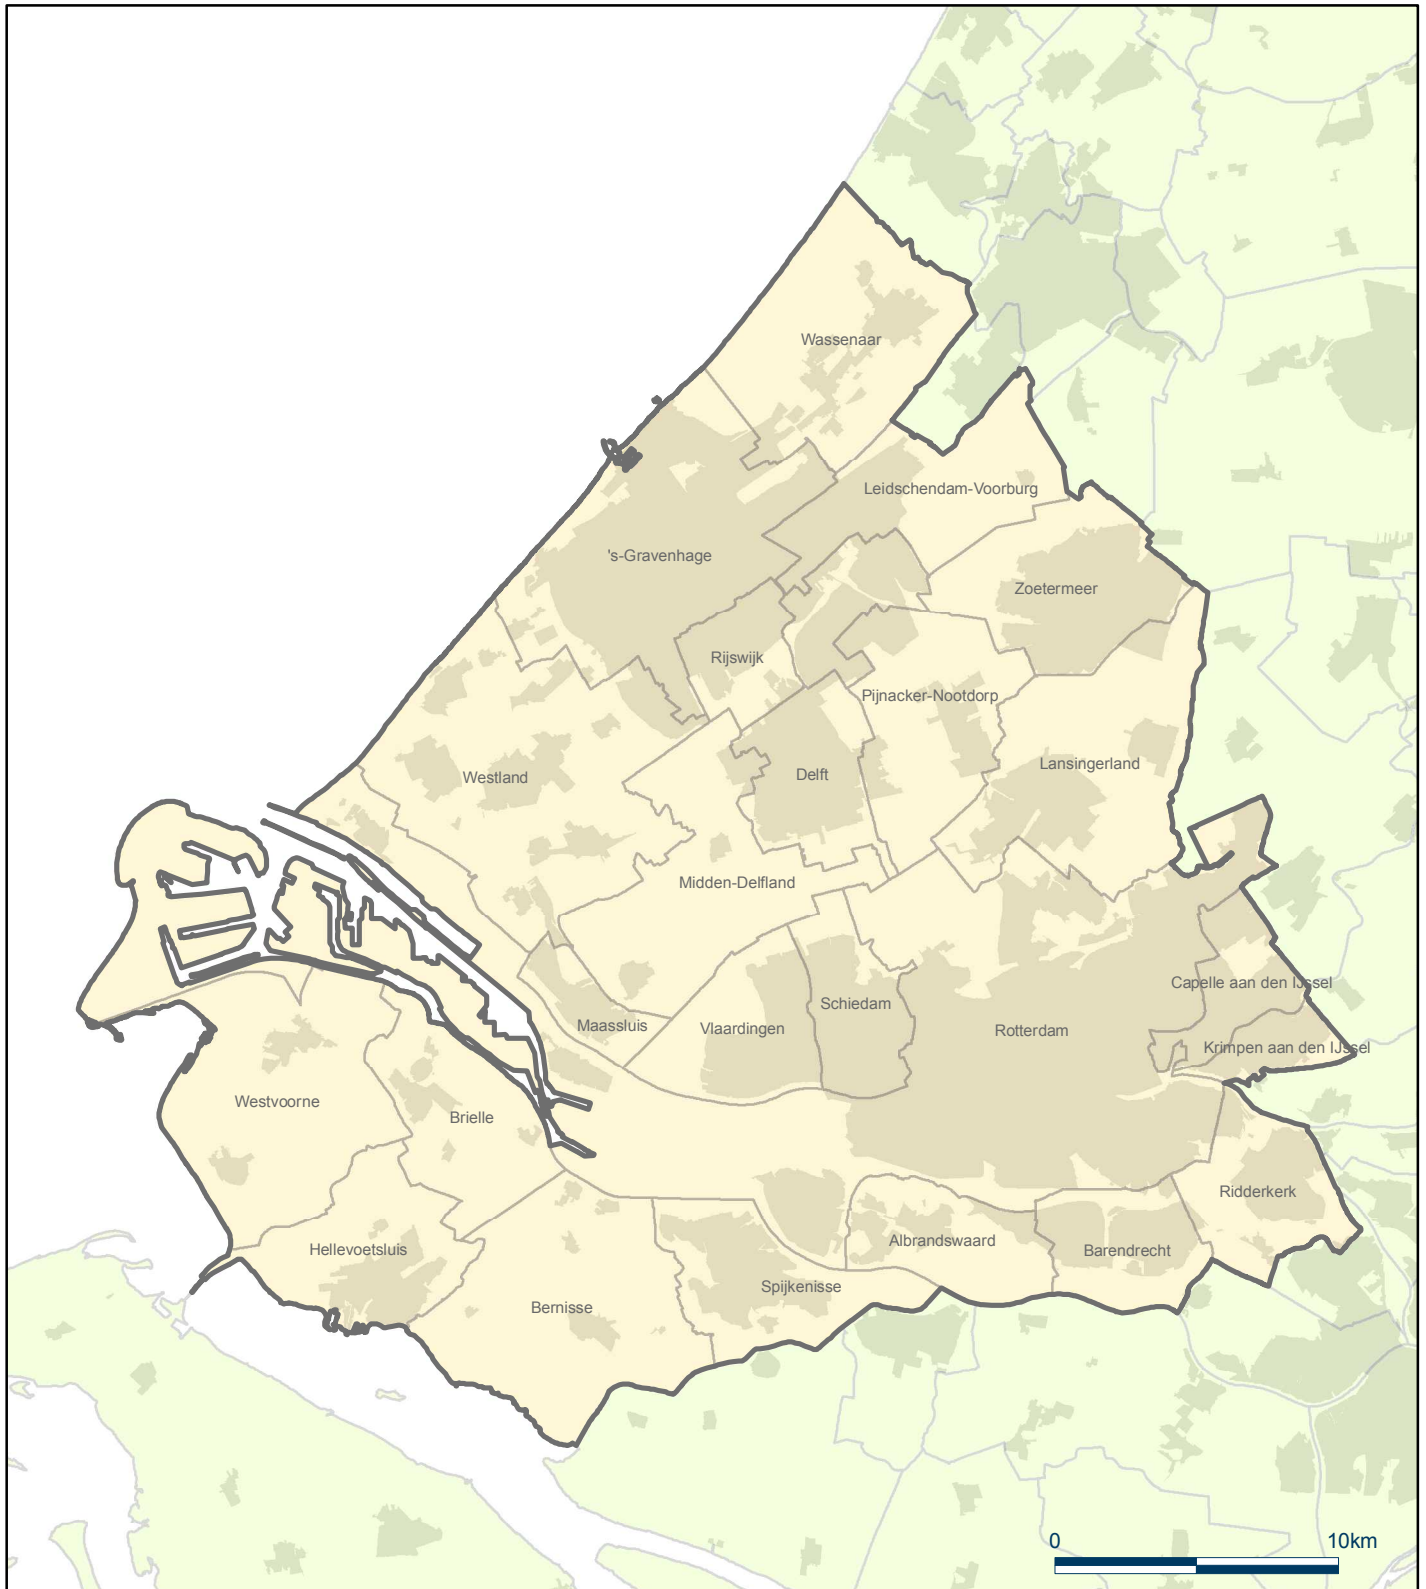 Wassenaar
Leidschendam-Voorburg
's-Gravenhage
Zoetermeer
Rijswijk
Pijnacker-Nootdorp
Lansingerland
Westland
Delft
Midden-Delfland
Capelle aan den IJssel
Schiedam
Maassluis
Vlaardingen
Rotterdam
Krimpen aan den IJssel
Westvoorne
Brielle
Ridderkerk
Albrandswaard
Hellevoetsluis
Barendrecht
Spijkenisse
Bernisse
0 10km